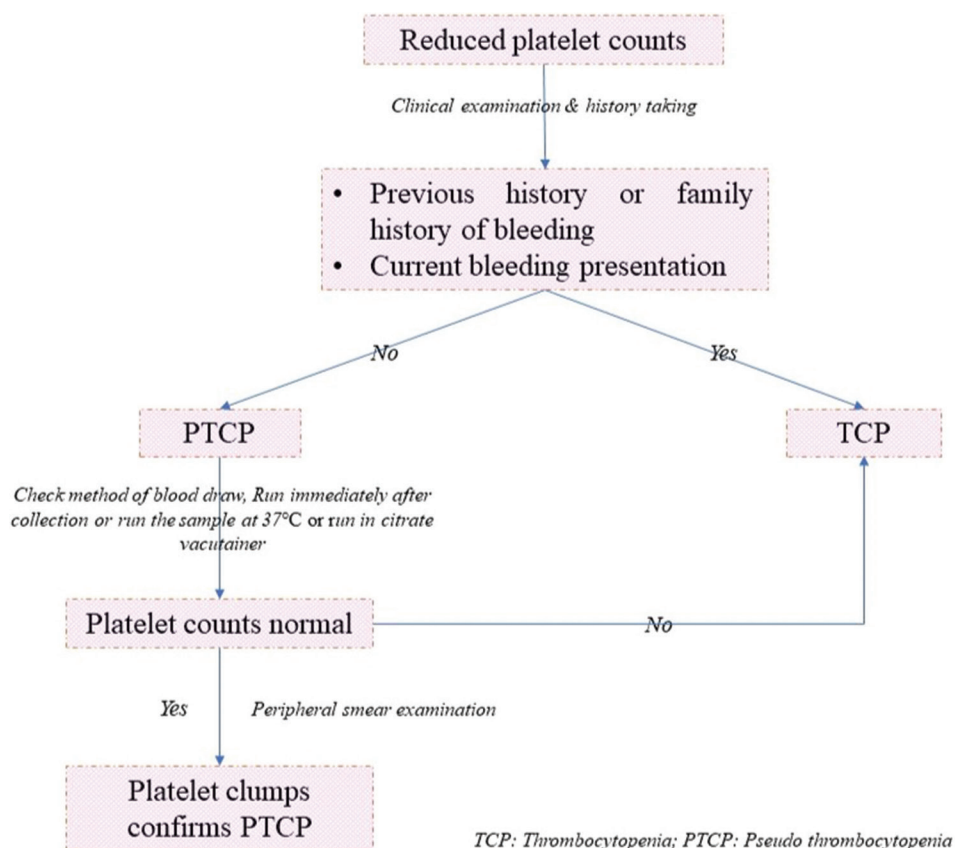 Reduced platelet counts
Clinical examination & history taking
• Previous history or family
history of bleeding
• Current bleeding presentation
No
Yes
PTCP
TCP
Check method of blood draw, Run immediately after
collection or run the sample at 37°C or run in citrate
vacutainer
Platelet counts normal
No
Yes
Peripheral smear examination
Platelet clumps
confirms PTCP
TCP: Thrombocytopenia; PTCP: Pseudo thrombocytopenia